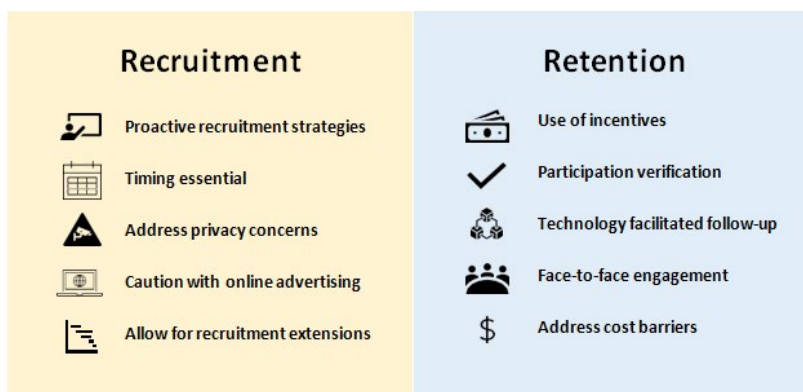 Recruitment
Proactive recruitment strategies
Timing essential
Address privacy concerns
Caution with online advertising
Allow for recruitment extensions
Retention
Use of incentives
Participation verification
Technology facilitated follow-up
Face-to-face engagement
$
Address cost barriers